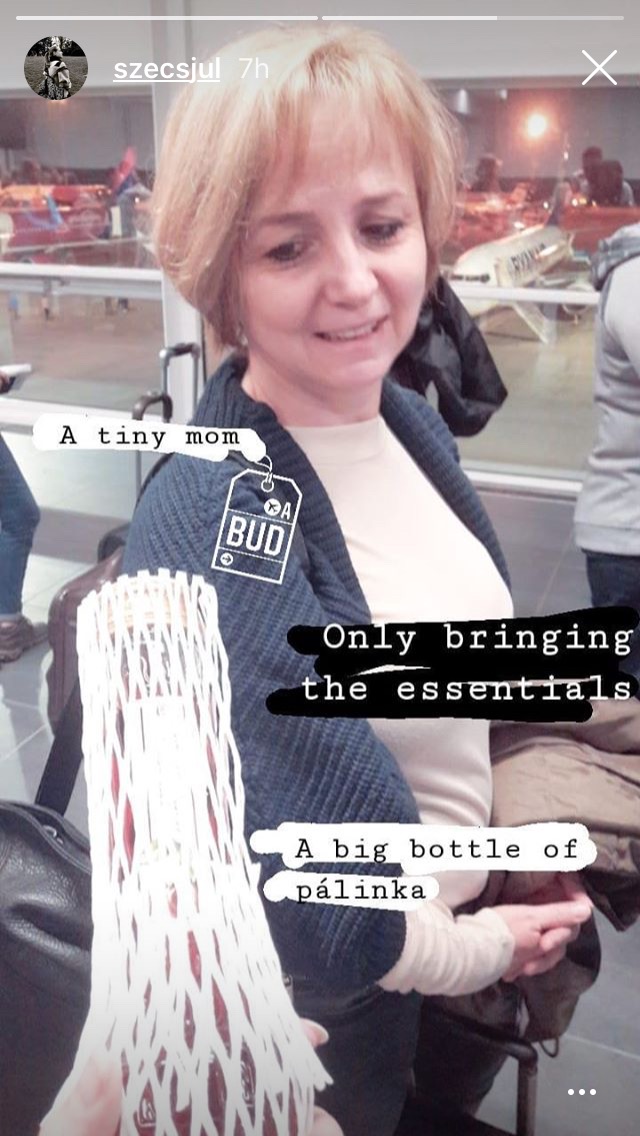 szecsjul 7h
A tiny mom
A
BUD
Only bringing
the essentials
A big bottle of
pálinka